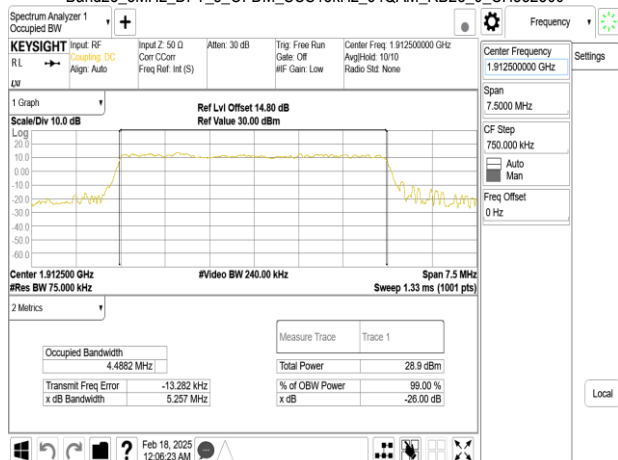 Spectrum Analyzer 1
Occupied BW
Frequency
KEYSIGHT
Input: RF
Coupling: DC
Align: Auto
Input Z: 50 Ω
Corr CCorr
Freq Ref: Int (S)
Atten: 30 dB
Trig: Free Run
Gate: Off
#IF Gain: Low
Center Freq: 1.912500000 GHz
Avg|Hold: 10/10
Radio Std: None
RL
LXI
Center Frequency
1.912500000 GHz
Settings
Span
7.5000 MHz
CF Step
750.000 kHz
Auto
Man
Freq Offset
0 Hz
1 Graph
Ref Lvl Offset 14.80 dB
Scale/Div 10.0 dB
Ref Value 30.00 dBm
Log
20.0
10.0
0.00
-10.0
-20.0
-30.0
-40.0
-50.0
-60.0
Center 1.912500 GHz
#Video BW 240.00 kHz
Span 7.5 MHz
#Res BW 75.000 kHz
Sweep 1.33 ms (1001 pts)
2 Metrics
Measure Trace
Trace 1
Occupied Bandwidth
4.4882 MHz
Total Power
28.9 dBm
Transmit Freq Error
-13.282 kHz
% of OBW Power
99.00 %
x dB Bandwidth
5.257 MHz
x dB
-26.00 dB
Local
?
Feb 18, 2025
12:06:23 AM